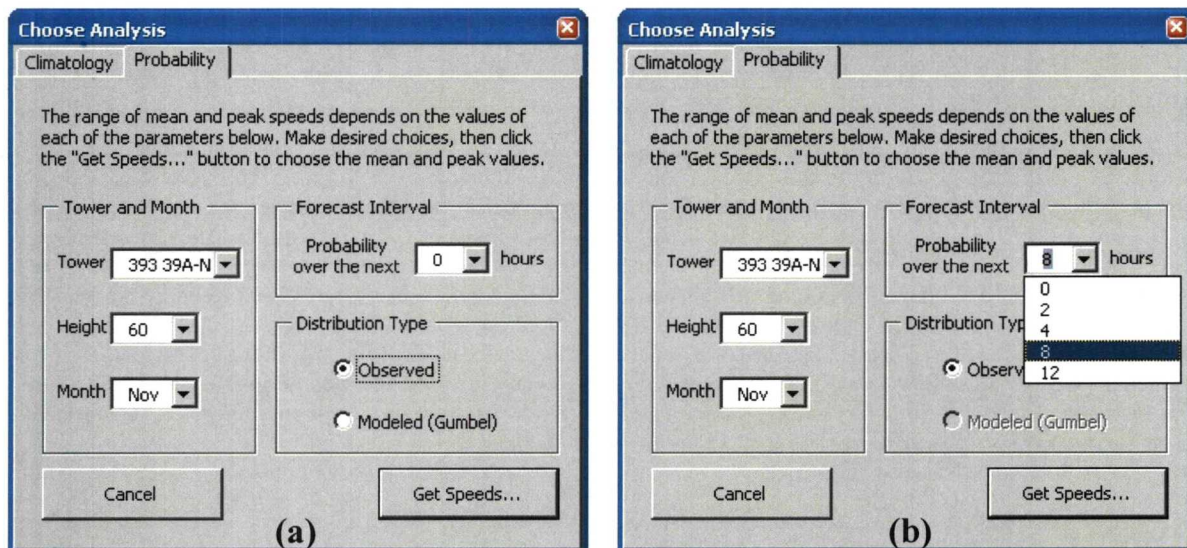 Choose Analysis
Climatology Probability
The range of mean and peak speeds depends on the values of
each of the parameters below. Make desired choices, then click
the "Get Speeds..." button to choose the mean and peak values.
Tower and Month
Tower 393 39A-N
Height 60
Month Nov
Forecast Interval
Probability
over the next 0 hours
Distribution Type
Observed
Modeled (Gumbel)
Cancel
Get Speeds...
(a)
Choose Analysis
Climatology Probability
The range of mean and peak speeds depends on the values of
each of the parameters below. Make desired choices, then click
the "Get Speeds..." button to choose the mean and peak values.
Tower and Month
Tower 393 39A-N
Height 60
Month Nov
Forecast Interval
Probability
over the next 8 hours
0
2
4
8
12
Distribution Typ
Observ
Modeled (Gumbel)
Cancel
Get Speeds...
(b)